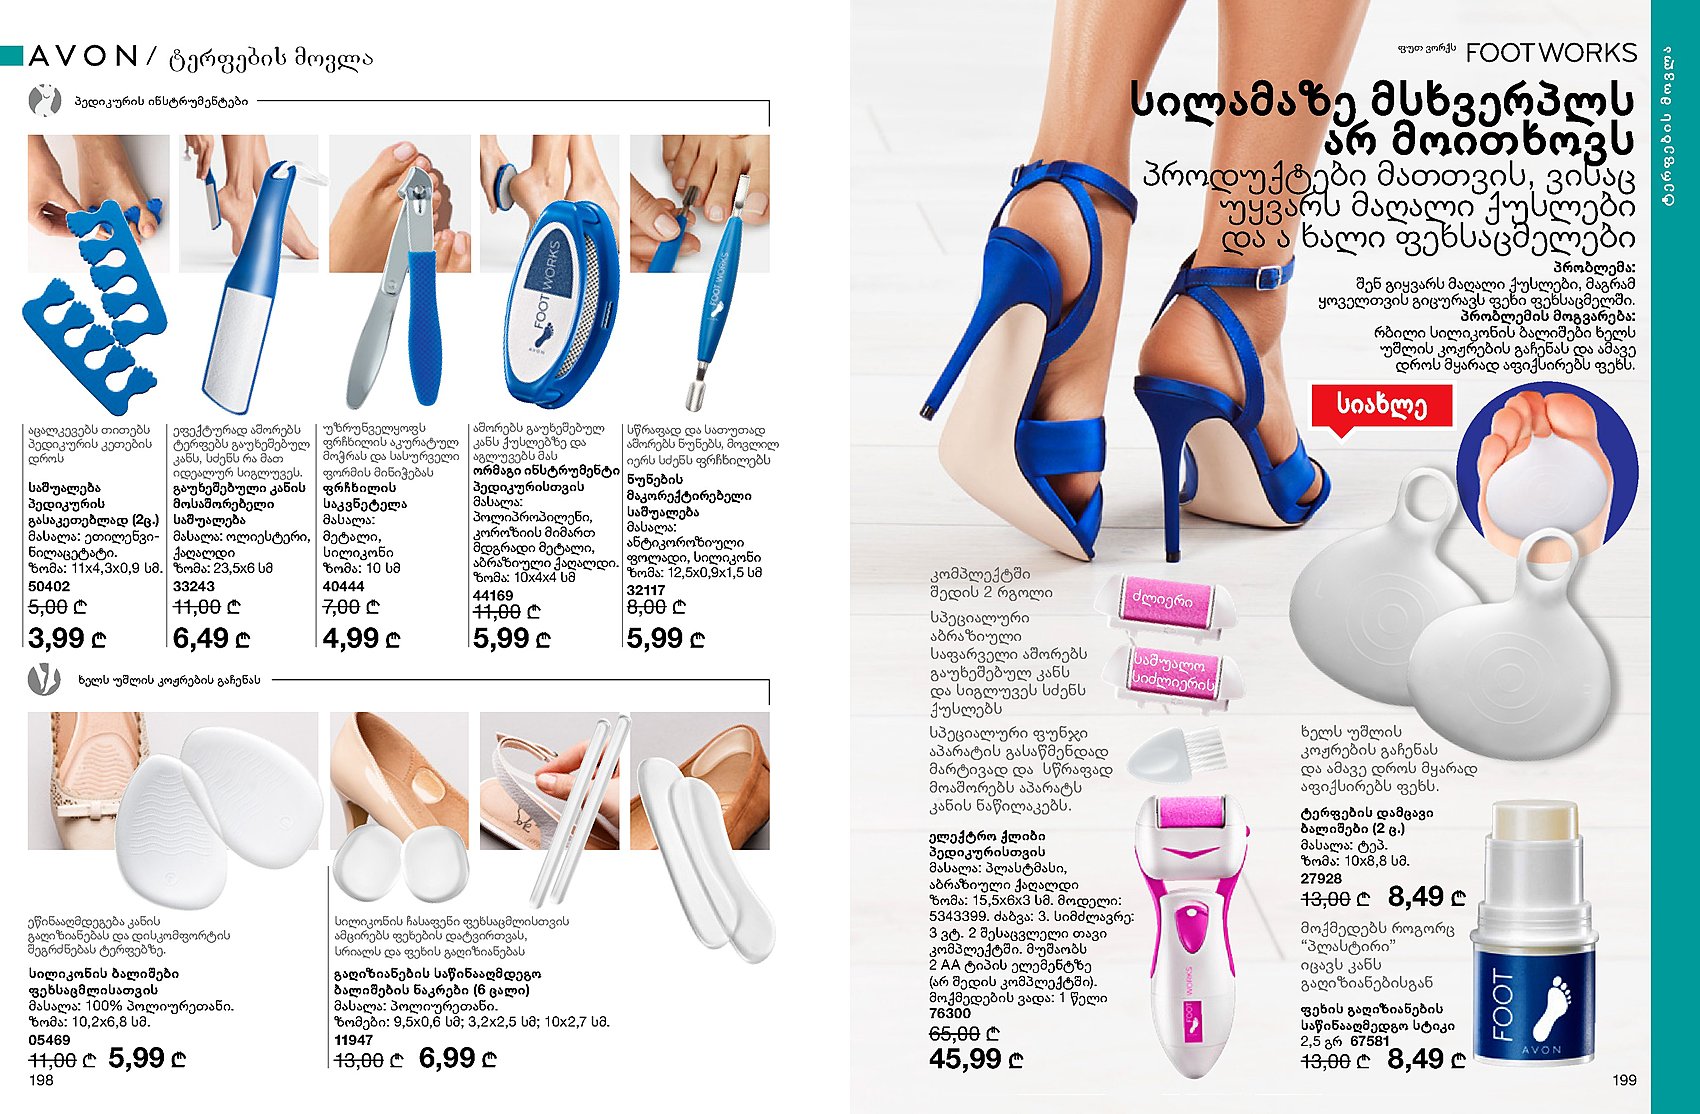 AVON / ტერფების მოვლა
პედიკურის ინსტრუმენტები
აცალკევებს თითებს
პედიკურის კეთების
დროს
საშუალება
პედიკურის
გასაკეთებლად (2ც.)
მასალა: ეთილენვი-
ნილაცეტატი.
ზომა: 11x4,3x0,9 სმ.
50402
5,00 ₾
3,99 ₾
ეფექტურად აშორებს
ტერფებს გაუხეშებულ
კანს, სძენს რა მათ
იდეალურ სიგლუვეს.
გაუხეშებული კანის
მოსაშორებელი
საშუალება
მასალა: ოლიესტერი,
ქაღალდი
ზომა: 23,5x6 სმ
33243
11,00 ₾
6,49 ₾
უზრუნველყოფს
ფრჩხილის აკურატულ
მოჭრას და სასურველი
ფორმის მინიჭებას
ფრჩხილის
საკვნეტელა
მასალა:
მეტალი,
სილიკონი
ზომა: 10 სმ
40444
7,00 ₾
4,99 ₾
FOOT WORKS
AVON
აშორებს გაუხეშებულ
კანს ქუსლებზე და
აგლუვებს მას
ორმაგი ინსტრუმენტი
პედიკურისთვის
მასალა:
პოლიპროპილენი,
კოროზიის მიმართ
მდგრადი მეტალი,
აბრაზიული ქაღალდი.
ზომა: 10x4x4 სმ
44169
11,00 ₾
5,99 ₾
FOOT WORKS
სწრაფად და სათუთად
აშორებს ნუნებს, მოვლილ
იერს სძენს ფრჩხილებს
ნუნების
მაკორექტირებელი
საშუალება
მასალა:
ანტიკოროზიული
ფოლადი, სილიკონი
ზომა: 12,5x0,9x1,5 სმ
32117
8,00 ₾
5,99 ₾
ხელს უშლის კოჟრების გაჩენას
ეწინააღმდეგება კანის
გაღიზიანებას და დისკომფორტის
შეგრძნებას ტერფებზე.
სილიკონის ბალიშები
ფეხსაცმლისათვის
მასალა: 100% პოლიურეთანი.
ზომა: 10,2x6,8 სმ.
05469
11,00 ₾ 5,99 ₾
198
სილიკონის ჩასაფენი ფეხსაცმლისთვის
ამცირებს ფეხების დატვირთვას,
სრიალს და ფეხის გაღიზიანებას
გაღიზიანების საწინააღმდეგო
ბალიშების ნაკრები (6 ცალი)
მასალა: პოლიურეთანი.
ზომები: 9,5x0,6 სმ; 3,2x2,5 სმ; 10x2,7 სმ.
11947
13,00 ₾ 6,99 ₾
ფუთ ვორქს FOOT WORKS
ტერფების მოვლა
სილამაზე მსხვერპლს
არ მოითხოვს
პროდუქტები მათთვის, ვისაც
უყვარს მაღალი ქუსლები
და ა ხალი ფეხსაცმელები
პრობლემა:
შენ გიყვარს მაღალი ქუსლები, მაგრამ
ყოველთვის გიცურავს ფეხი ფეხსაცმელში.
პრობლემის მოგვარება:
რბილი სილიკონის ბალიშები ხელს
უშლის კოჟრების გაჩენას და ამავე
დროს მყარად აფიქსირებს ფეხს.
სიახლე
კომპლექტში
შედის 2 რგოლი
სპეციალური
აბრაზიული
საფარველი აშორებს
გაუხეშებულ კანს
და სიგლუვეს სძენს
ქუსლებს
ძლიერი
საშუალო
სიძლიერის
სპეციალური ფუნჯი
აპარატის გასაწმენდად
მარტივად და სწრაფად
მოაშორებს აპარატს
კანის ნაწილაკებს.
ელექტრო ქლიბი
პედიკურისთვის
მასალა: პლასტმასი,
აბრაზიული ქაღალდი
ზომა: 15,5x6x3 სმ. მოდელი:
5343399. ძაბვა: 3. სიმძლავრე:
3 ვტ. 2 შესაცვლელი თავი
კომპლექტში. მუშაობს
2 AA ტიპის ელემენტზე
(არ შედის კომპლექტში).
მოქმედების ვადა: 1 წელი
76300
65,00 ₾
45,99 ₾
FOOT WORKS
ხელს უშლის
კოჟრების გაჩენას
და ამავე დროს მყარად
აფიქსირებს ფეხს.
ტერფების დამცავი
ბალიშები (2 ც.)
მასალა: ტეპ.
ზომა: 10x8,8 სმ.
27928
13,00 ₾ 8,49 ₾
მოქმედებს როგორც
“პლასტირი”
იცავს კანს
გაღიზიანებისგან
ფეხის გაღიზიანების
საწინააღმდეგო სტიკი
2,5 გრ 67581
13,00 ₾ 8,49 ₾
FOOT
AVON
199